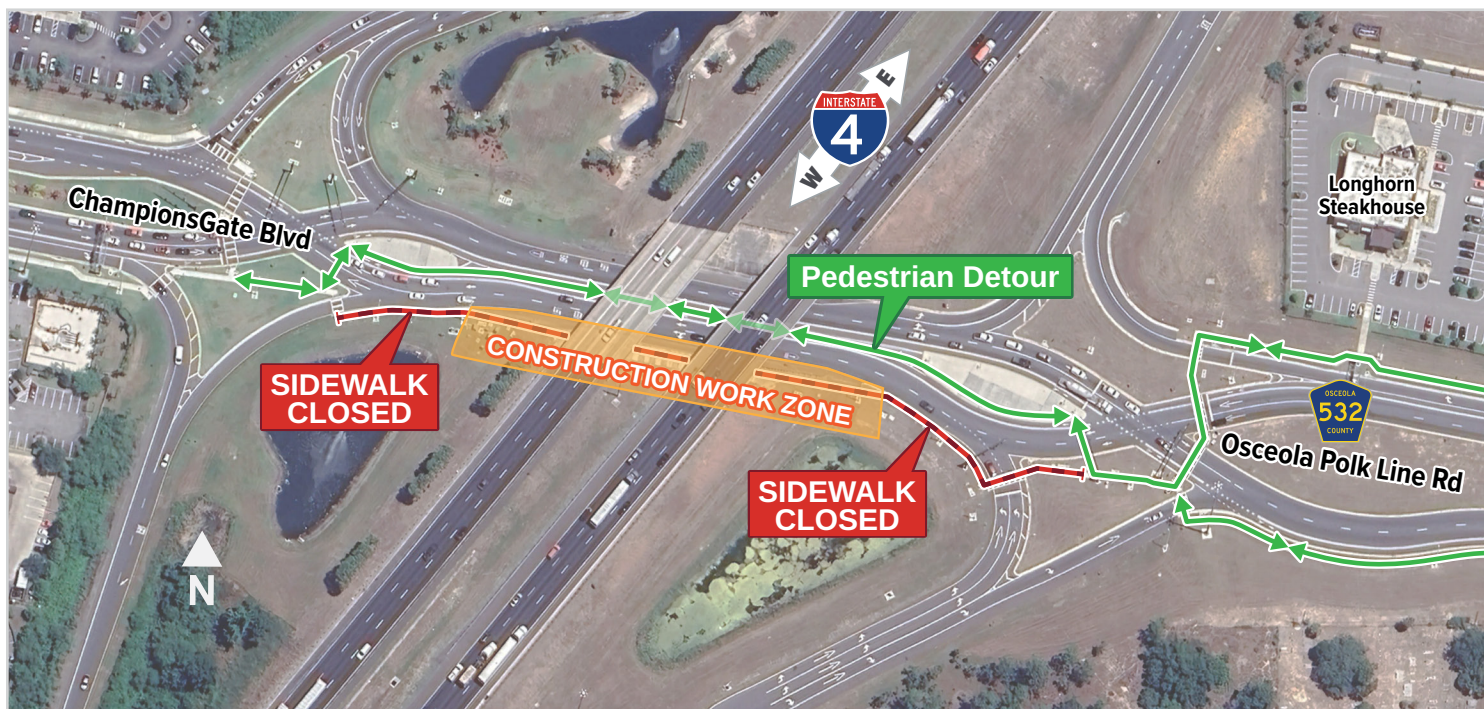 INTERSTATE
4
E
W
Longhorn
Steakhouse
ChampionsGate Blvd
Pedestrian Detour
CONSTRUCTION WORK ZONE
SIDEWALK
CLOSED
OSCEOLA
532
COUNTY
Osceola Polk Line Rd
SIDEWALK
CLOSED
N